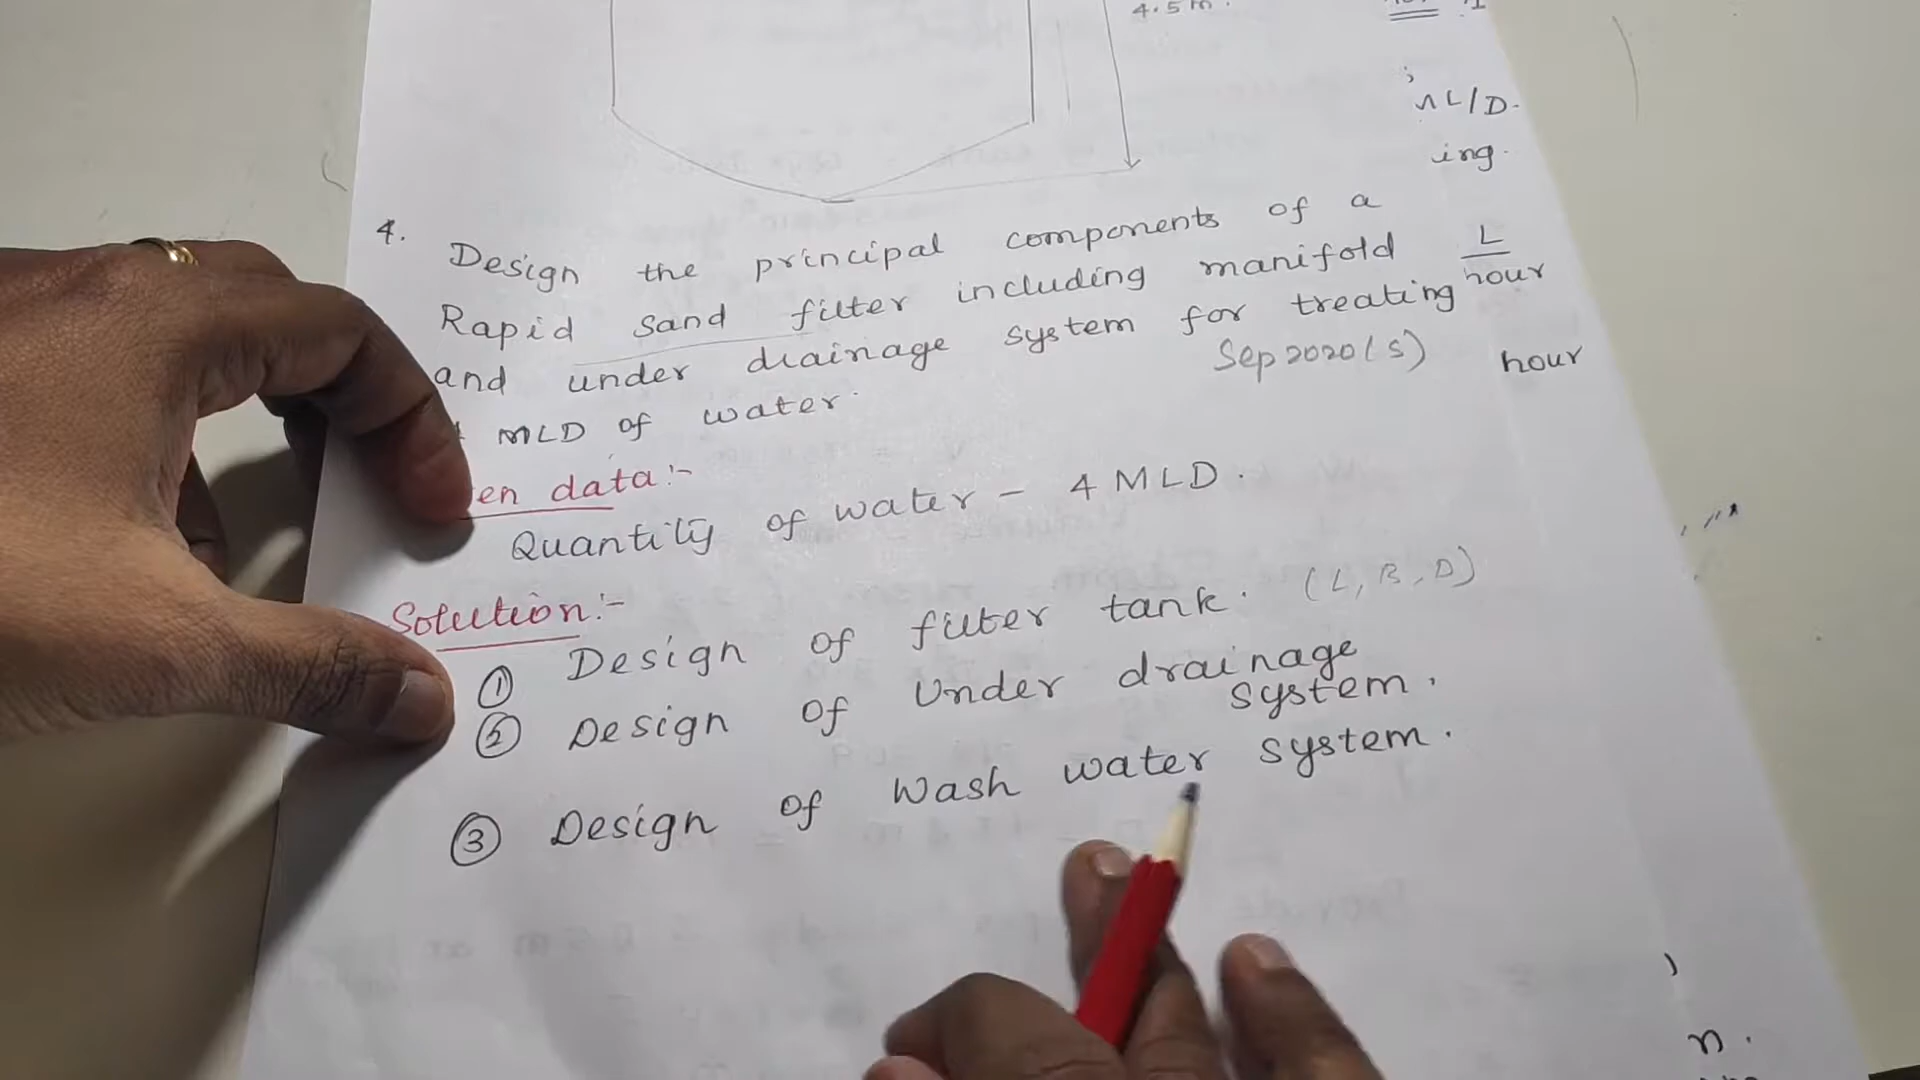 4.5m.
nL/D.
ing.
4. Design the principal components of a
Rapid sand filter including manifold
and under drainage system for treating
Sep 2020(s)
MLD of water.
L
hour
hour
en data:-
Quantity of water - 4 MLD.
Solution:-
① Design of filter tank. (L, B, D)
② Design of Under drainage
system.
③ Design of Wash water system.
n.